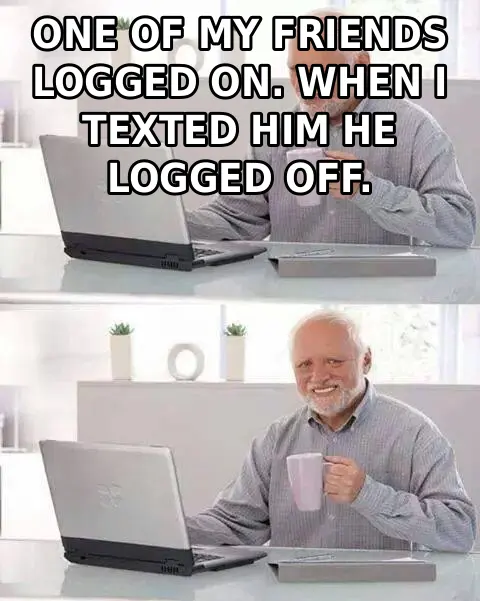 ONE OF MY FRIENDS
LOGGED ON. WHEN I
TEXTED HIM HE
LOGGED OFF.